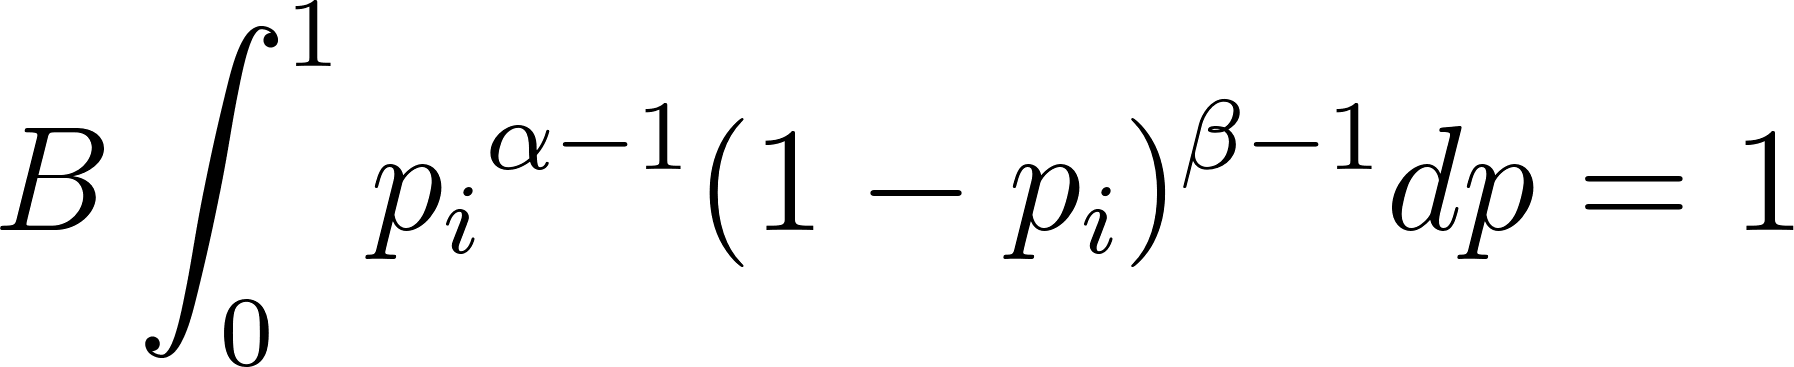 $B \int_0^1 {p_i}^{\alpha-1}(1-p_i)^{\beta-1}dp = 1$